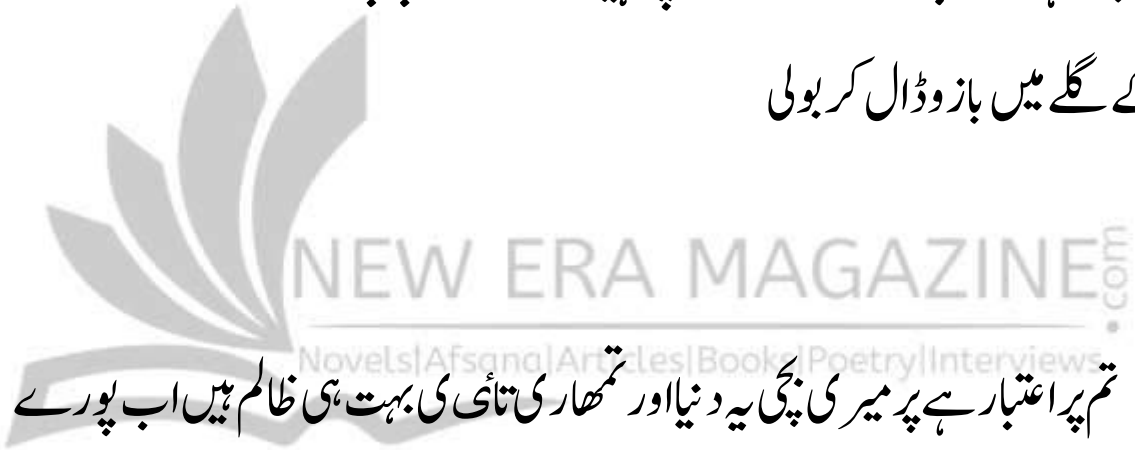 کے گلے میں بازو ڈال کر بولی
NEW ERA MAGAZINE.com
Novels|Afsana|Articles|Books|Poetry|Interviews
تم پر اعتبار ہے پر میری بچی یہ دنیا اور تمھاری تائی ی بہت ہی ظالم ہیں اب پورے